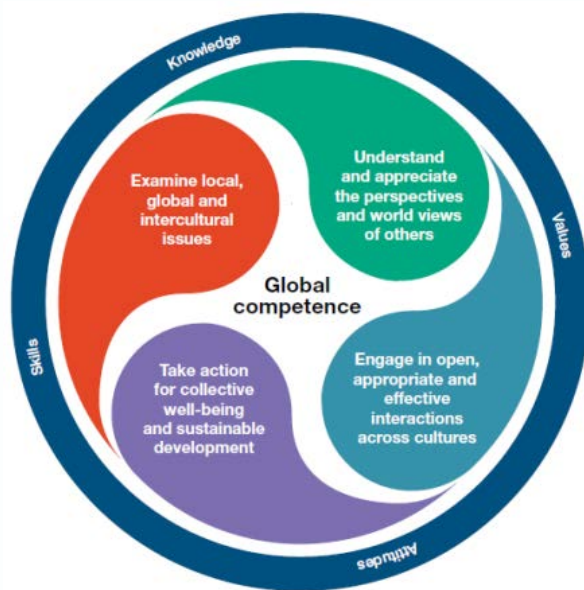 Knowledge
Examine local,
global and
intercultural
issues
Understand
and appreciate
the perspectives
and world views
of others
Values
Global
competence
Skills
Take action
for collective
well-being
and sustainable
development
Engage in open,
appropriate and
effective
interactions
across cultures
Attitudes